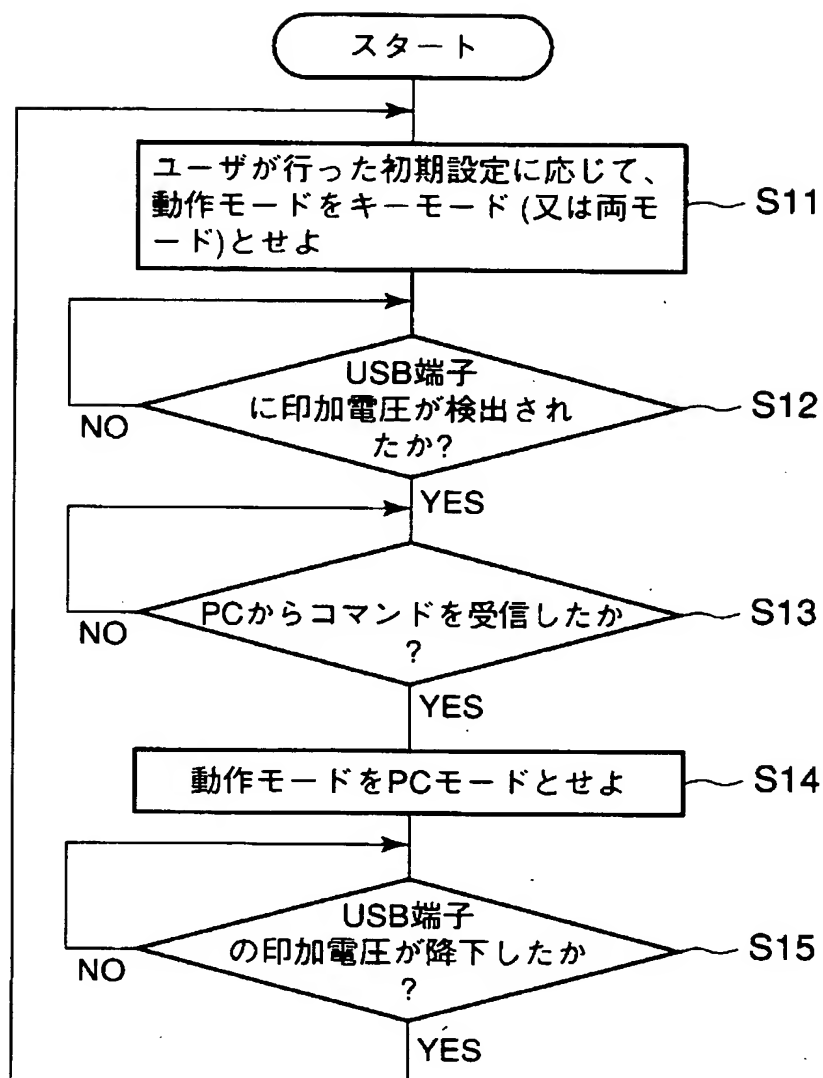 スタート
ユーザが行った初期設定に応じて、
動作モードをキーモード (又は両モ
ード)とせよ
S11
USB端子
に印加電圧が検出され
たか?
S12
NO
YES
PCからコマンドを受信したか
?
S13
NO
YES
動作モードをPCモードとせよ
S14
USB端子
の印加電圧が降下したか
?
S15
NO
YES